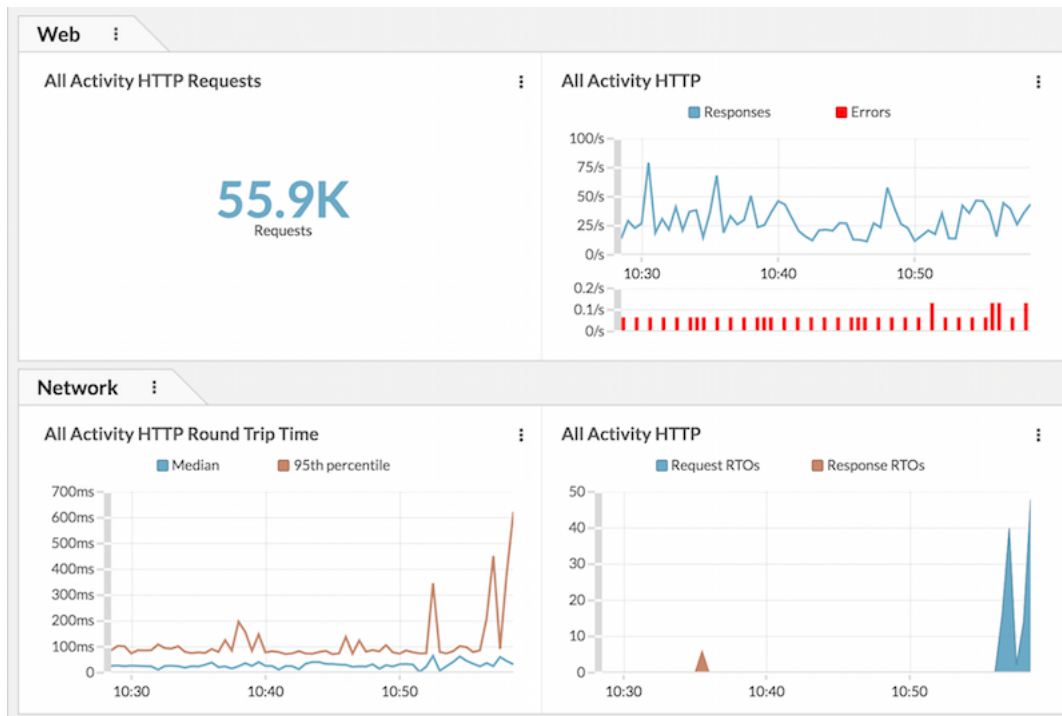 Web
All Activity HTTP Requests
55.9K
Requests
All Activity HTTP
Responses Errors
100/s
75/s
50/s
25/s
0/s
10:30 10:40 10:50
0.2/s
0.1/s
0/s
Network
All Activity HTTP Round Trip Time
Median 95th percentile
700ms
600ms
500ms
400ms
300ms
200ms
100ms
0
10:30 10:40 10:50
All Activity HTTP
Request RTOs Response RTOs
50
40
30
20
10
0
10:30 10:40 10:50